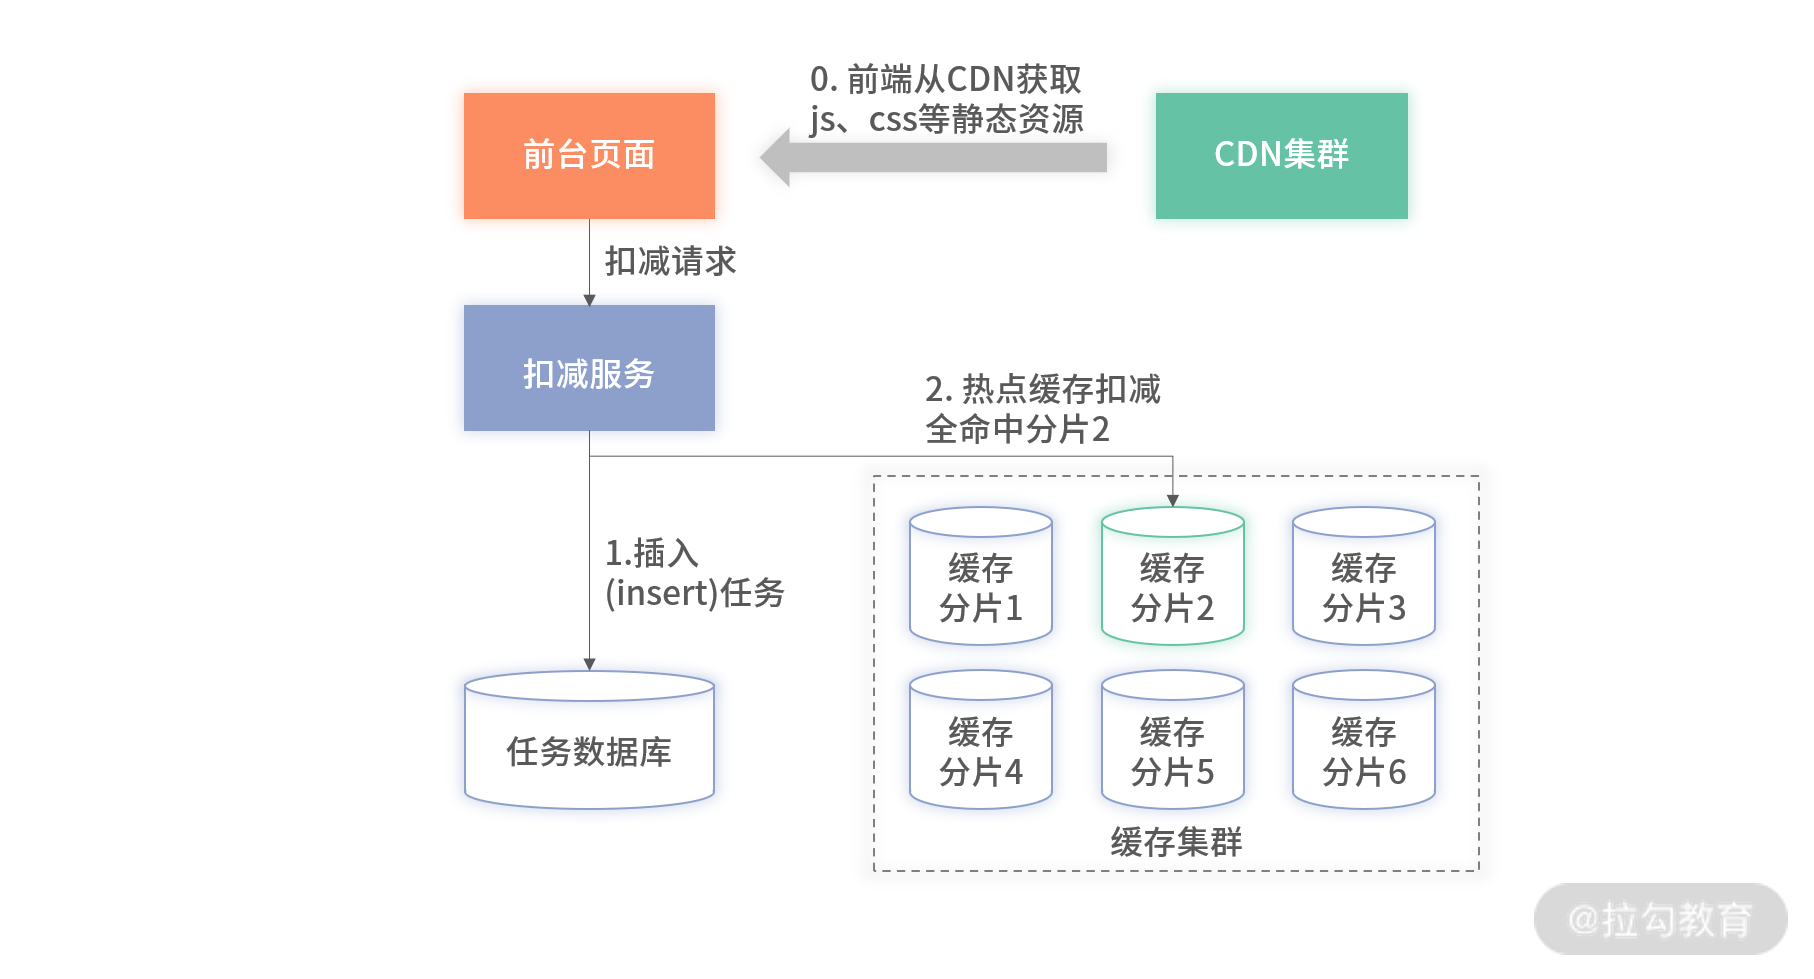 0. 前端从CDN获取
js、css等静态资源
前台页面
CDN集群
扣减请求
扣减服务
2. 热点缓存扣减
全命中分片2
1.插入
(insert)任务
缓存
分片1
缓存
分片2
缓存
分片3
任务数据库
缓存
分片4
缓存
分片5
缓存
分片6
缓存集群
@拉勾教育